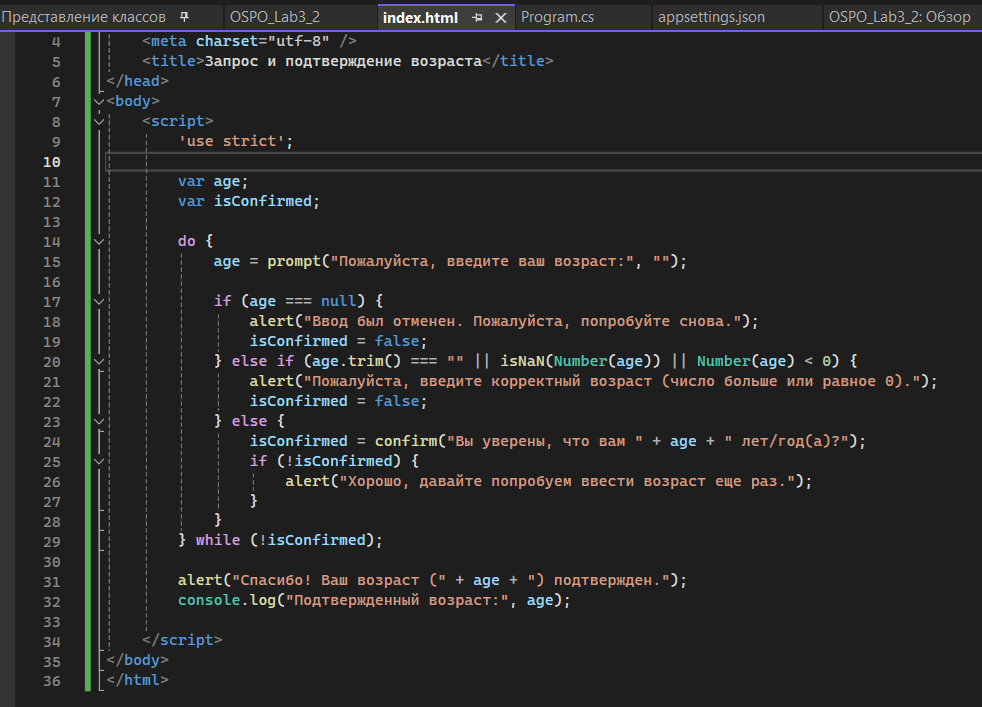 Представление классов OSPO_Lab3_2 index.html Program.cs appsettings.json OSPO_Lab3_2: Обзор
4 <meta charset="utf-8" />
5 <title>Запрос и подтверждение возраста</title>
6 </head>
7 <body>
8 <script>
9 'use strict';
10
11 var age;
12 var isConfirmed;
13
14 do {
15 age = prompt("Пожалуйста, введите ваш возраст:", "");
16
17 if (age === null) {
18 alert("Ввод был отменен. Пожалуйста, попробуйте снова.");
19 isConfirmed = false;
20 } else if (age.trim() === "" || isNaN(Number(age)) || Number(age) < 0) {
21 alert("Пожалуйста, введите корректный возраст (число больше или равное 0).");
22 isConfirmed = false;
23 } else {
24 isConfirmed = confirm("Вы уверены, что вам " + age + " лет/год(а)?");
25 if (!isConfirmed) {
26 alert("Хорошо, давайте попробуем ввести возраст еще раз.");
27 }
28 }
29 } while (!isConfirmed);
30
31 alert("Спасибо! Ваш возраст (" + age + ") подтвержден.");
32 console.log("Подтвержденный возраст:", age);
33
34 </script>
35 </body>
36 </html>